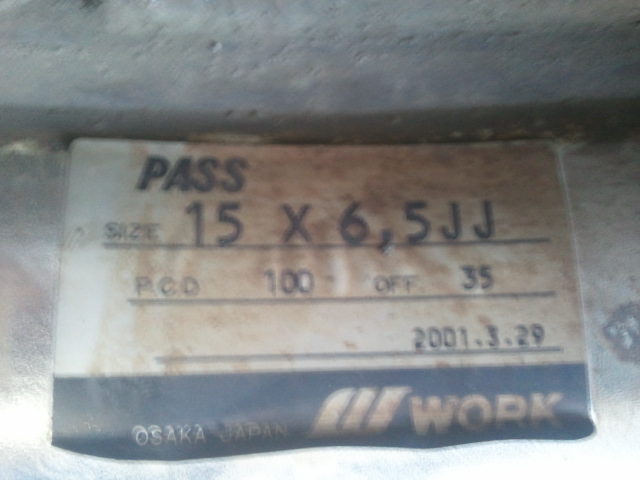 PASS
SIZE 15 X 6,5JJ
P.C.D 100 OFF 35
2001.3.29
OSAKA JAPAN WORK